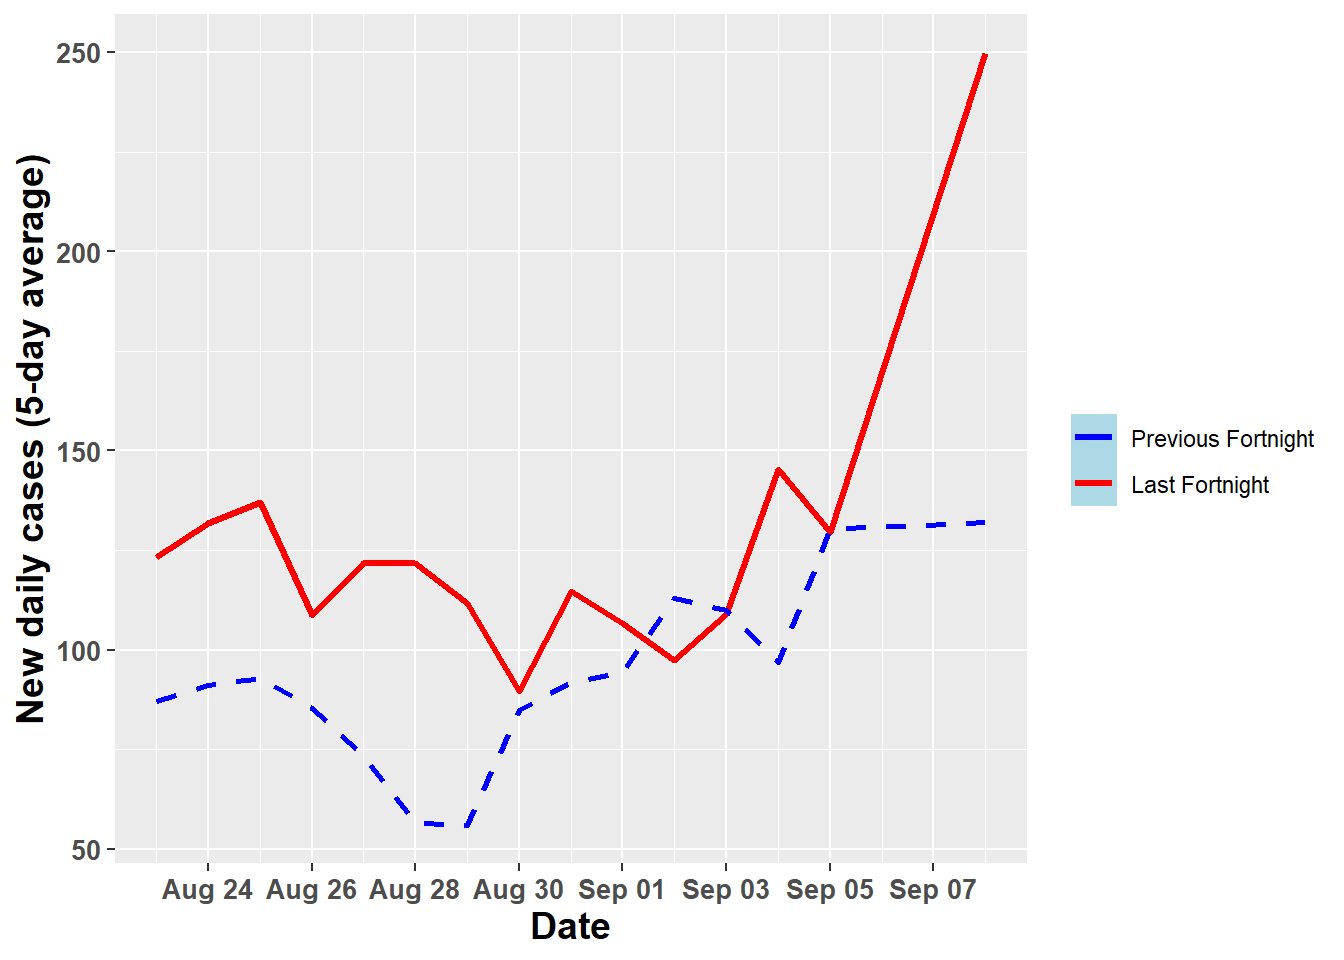 New daily cases (5-day average)
250
200
150
100
50
Aug 24 Aug 26 Aug 28 Aug 30 Sep 01 Sep 03 Sep 05 Sep 07
Date
Previous Fortnight
Last Fortnight